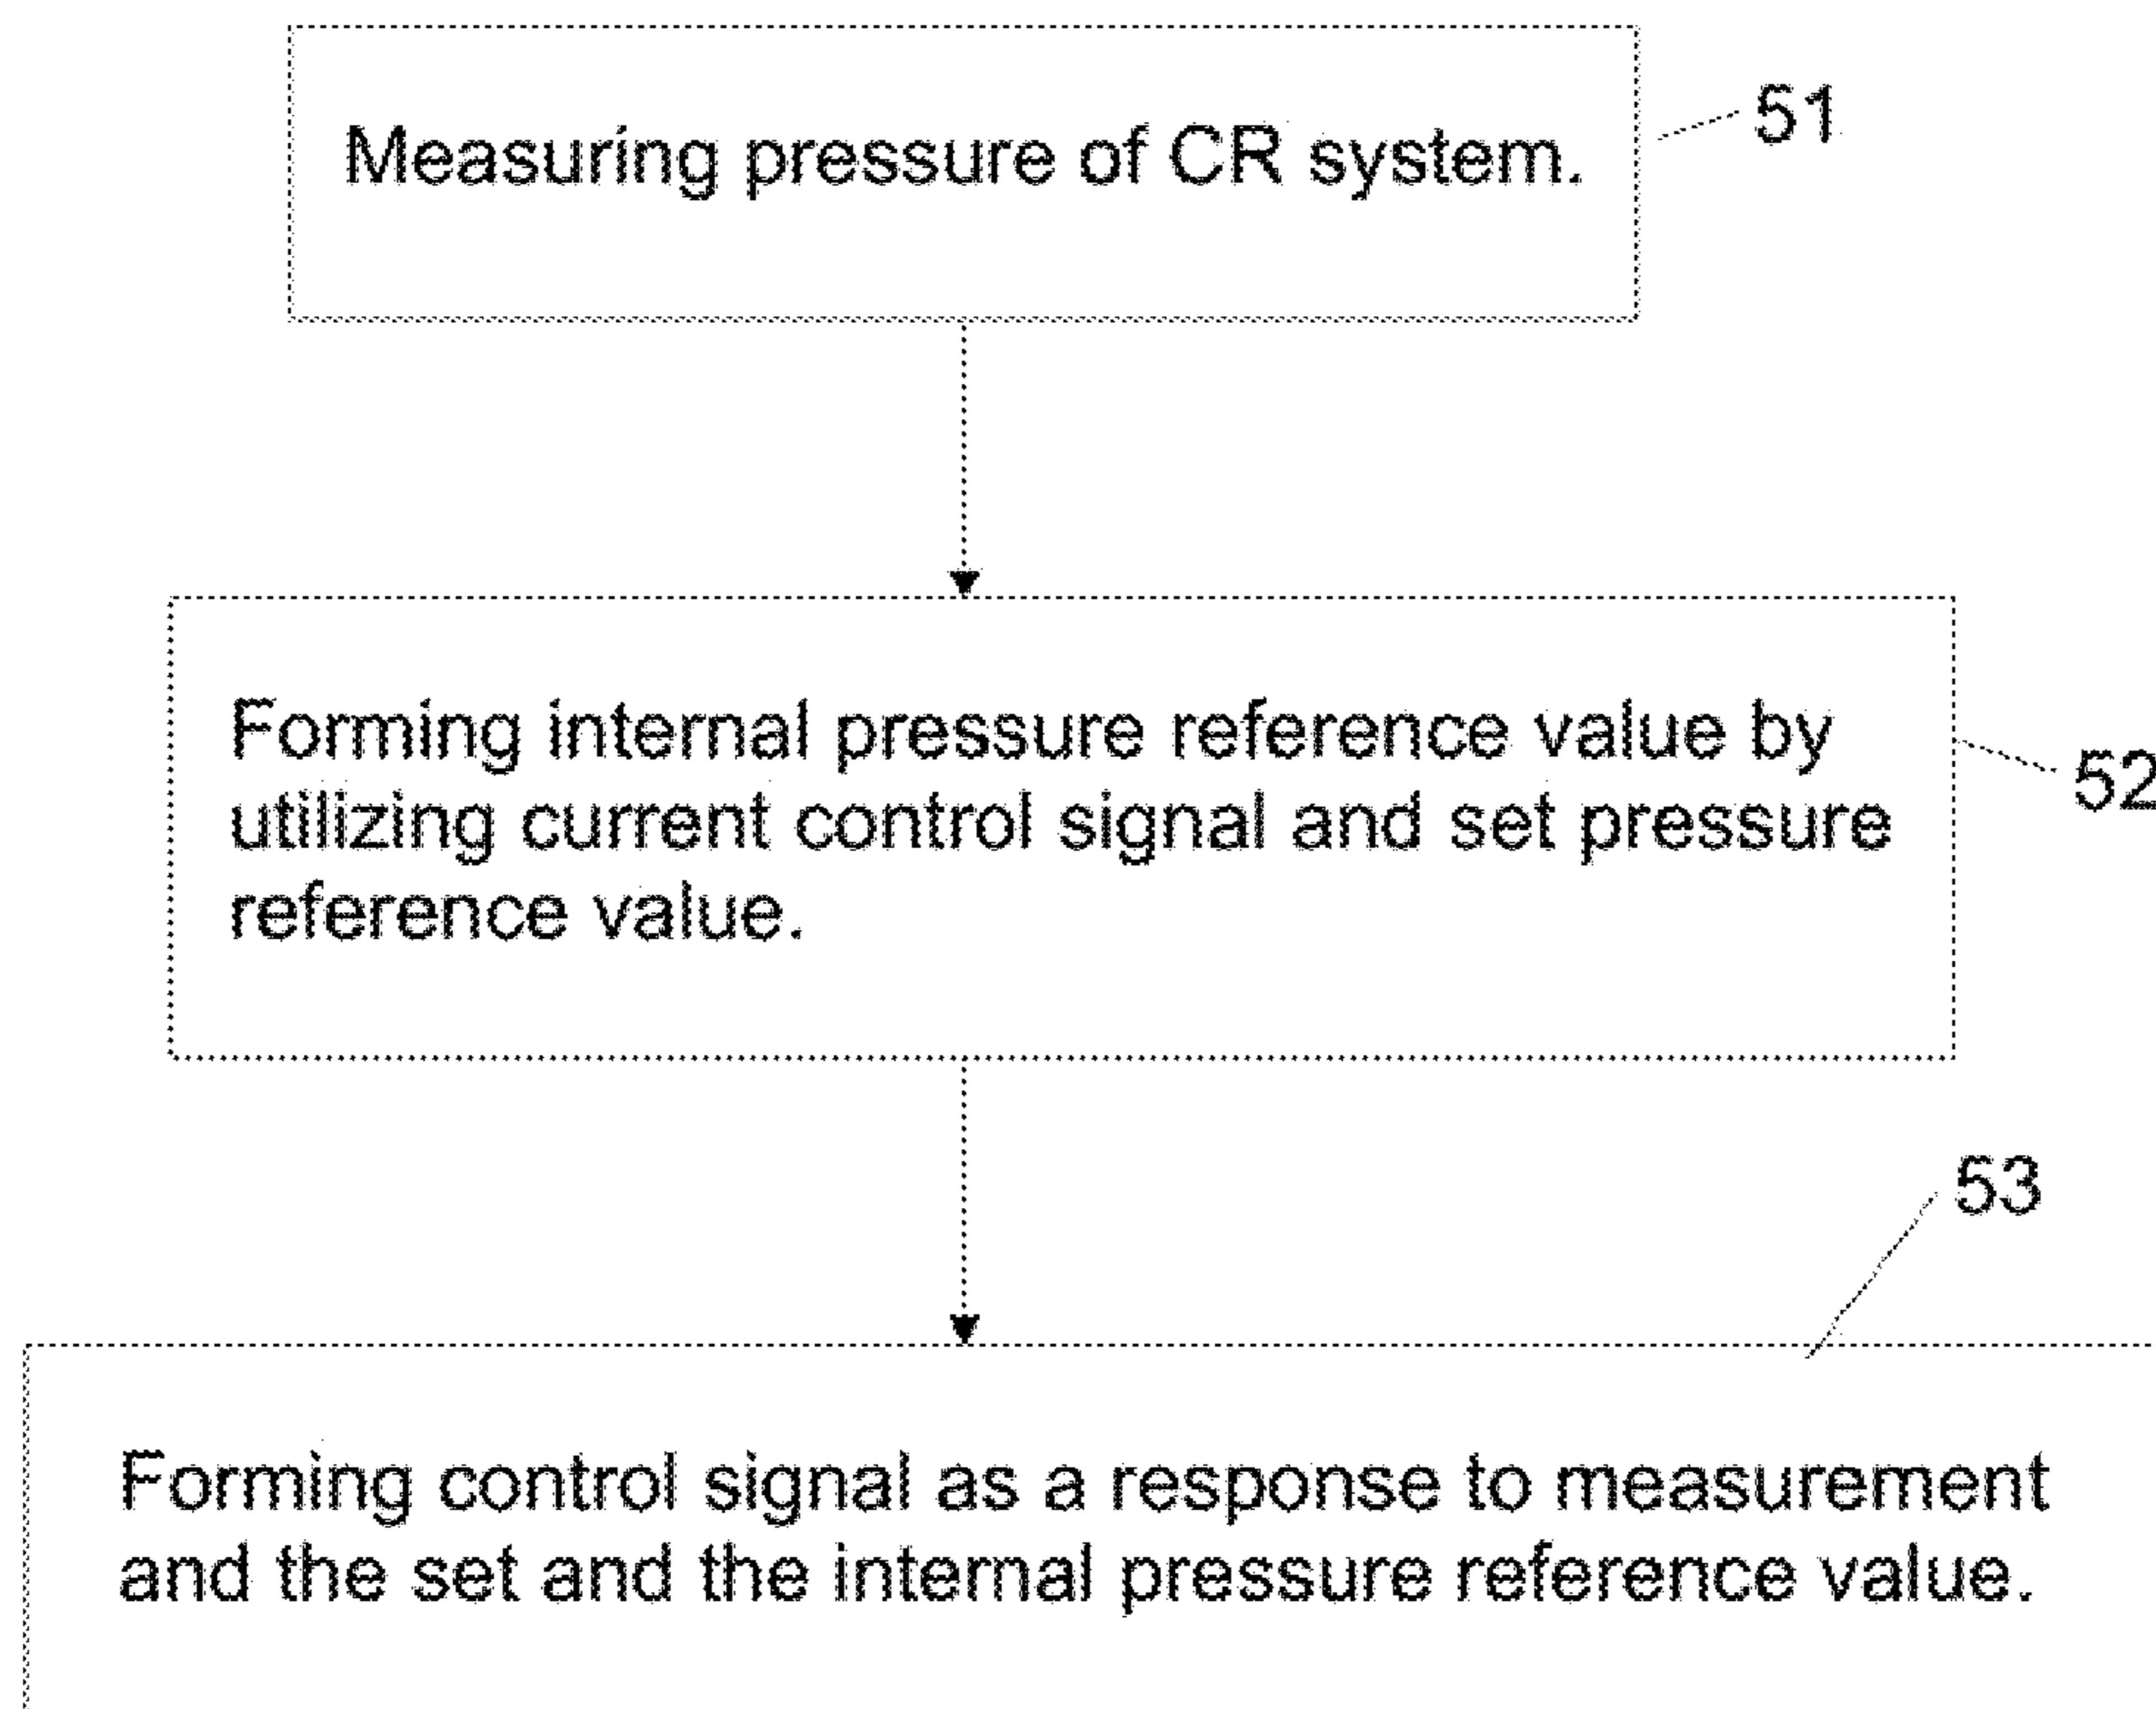 Measuring pressure of CR system.
51
Forming internal pressure reference value by
utilizing current control signal and set pressure
reference value.
52
53
Forming control signal as a response to measurement
and the set and the internal pressure reference value.